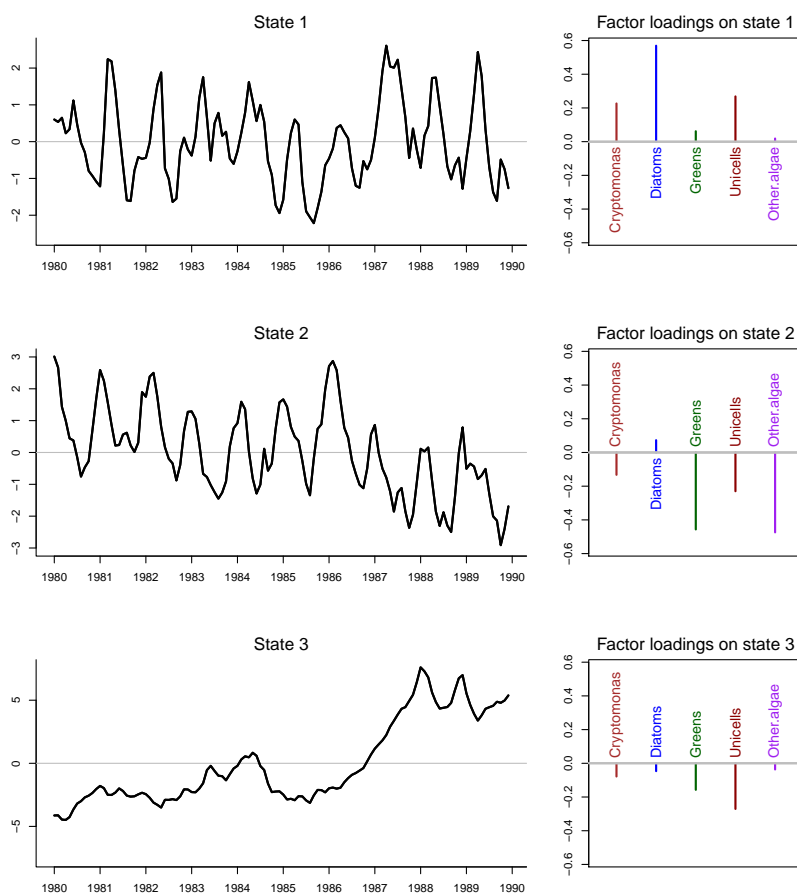 State 1
2
1
0
−1
−2
1980 1981 1982 1983 1984 1985 1986 1987 1988 1989 1990
Factor loadings on state 1
0.6
0.4
0.2
0.0
−0.2
−0.4
−0.6
Cryptomonas
Diatoms
Greens
Unicells
Other.algae
State 2
3
2
1
0
−1
−2
−3
1980 1981 1982 1983 1984 1985 1986 1987 1988 1989 1990
Factor loadings on state 2
0.6
0.4
0.2
0.0
−0.2
−0.4
−0.6
Cryptomonas
Diatoms
Greens
Unicells
Other.algae
State 3
5
0
−5
1980 1981 1982 1983 1984 1985 1986 1987 1988 1989 1990
Factor loadings on state 3
0.6
0.4
0.2
0.0
−0.2
−0.4
−0.6
Cryptomonas
Diatoms
Greens
Unicells
Other.algae